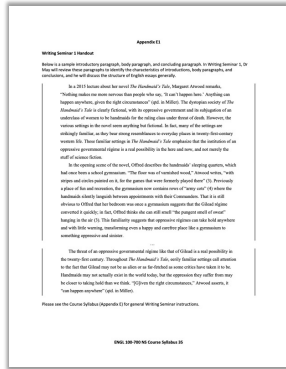 Appendix E1
Writing Seminar 1 Handout
Below is a sample introductory paragraph, body paragraph, and concluding paragraph. In Writing Seminar 1, Dr
May will review these paragraphs to identify the characteristics of introductions, body paragraphs, and
conclusions, and he will discuss the structure of English essays generally.
In a 2015 lecture about her novel The Handmaid's Tale, Margaret Atwood remarks,
"Nothing makes me more nervous than people who say, 'It can't happen here.' Anything can
happen anywhere, given the right circumstances" (qtd. in Miller). The dystopian society of The
Handmaid's Tale is clearly fictional, with its oppressive government and its subjugation of an
underclass of women to be handmaids for the ruling class under threat of death. However, the
various settings in the novel seem anything but fictional. In fact, many of the settings are
strikingly familiar, as they bear strong resemblances to everyday places in twenty-first-century
western life. These familiar settings in The Handmaid's Tale emphasize that the institution of an
oppressive governmental regime is a real possibility in the here and now, and not merely the
stuff of science fiction.
In the opening scene of the novel, Offred describes the handmaids' sleeping quarters, which
had once been a school gymnasium. "The floor was of varnished wood," Atwood writes, "with
stripes and circles painted on it, for the games that were formerly played there" (3). Previously
a place of fun and recreation, the gymnasium now contains rows of "army cots" (4) where the
handmaids silently languish between appointments with their Commanders. That it is still
obvious to Offred that her bedroom was once a gymnasium suggests that the Gilead regime
converted it quickly; in fact, Offred thinks she can still smell "the pungent smell of sweat"
hanging in the air (3). This familiarity suggests that oppressive regimes can take hold anywhere
and with little warning, transforming even a happy and carefree place like a gymnasium to
something oppressive and sinister.
…
The threat of an oppressive governmental regime like that of Gilead is a real possibility in
the twenty-first century. Throughout The Handmaid's Tale, eerily familiar settings call attention
to the fact that Gilead may not be as alien or as far-fetched as some critics have taken it to be.
Handmaids may not actually exist in the world today, but the oppression they suffer from may
be closer to taking hold than we think. "[G]iven the right circumstances," Atwood asserts, it
"can happen anywhere" (qtd. in Miller).
Please see the Course Syllabus (Appendix E) for general Writing Seminar instructions.
ENGL 100-700 NS Course Syllabus 35